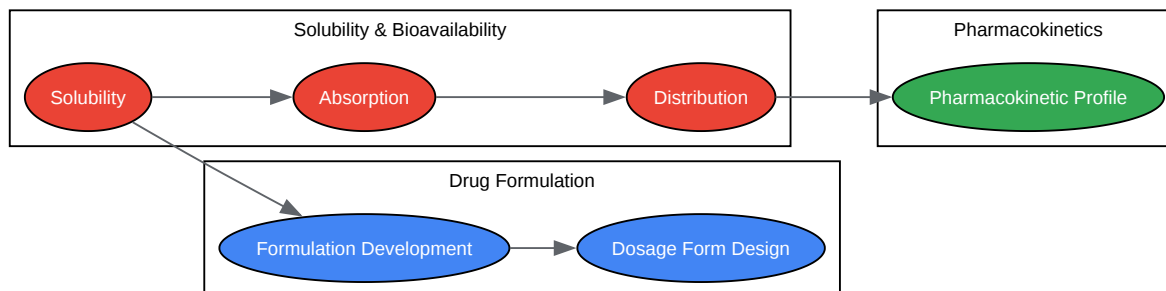 Solubility & Bioavailability
Pharmacokinetics
Solubility
Absorption
Distribution
Pharmacokinetic Profile
Drug Formulation
Formulation Development
Dosage Form Design